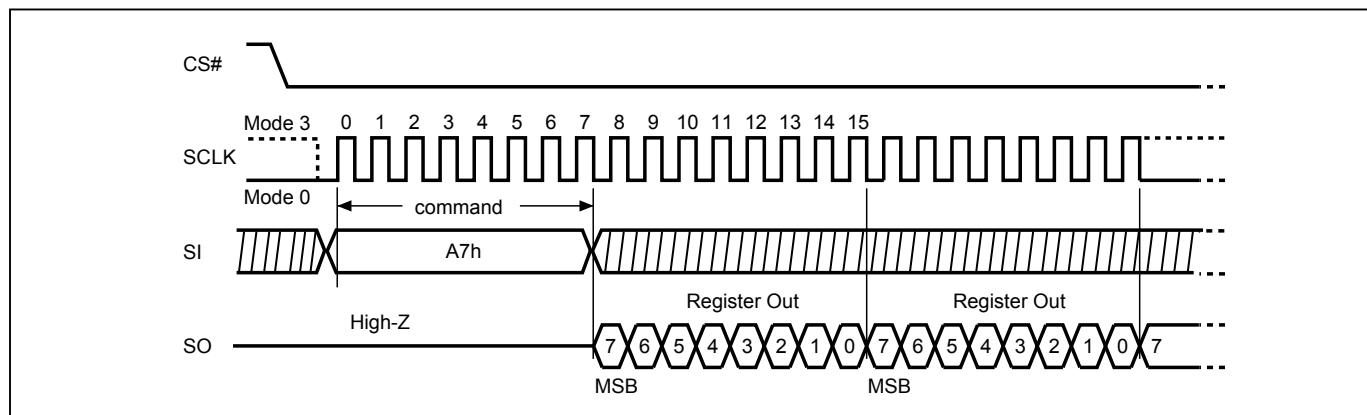 CS#
Mode 3
0 1 2 3 4 5 6 7 8 9 10 11 12 13 14 15
SCLK
Mode 0
command
SI
A7h
Register Out Register Out
High-Z
SO
7 6 5 4 3 2 1 0 7 6 5 4 3 2 1 0 7
MSB MSB